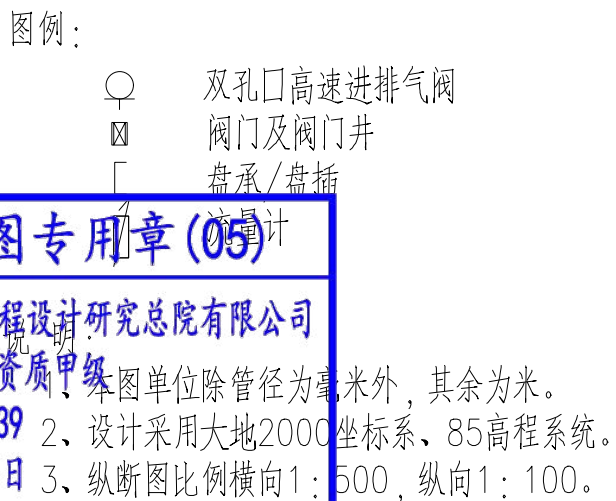 图例：
双孔口高速进排气阀
阀门及阀门井
盘承/盘插
流量计
图专用章(05)
程设计研究总院有限公司
说 明：
资质甲级
1、本图单位除管径为毫米外，其余为米。
39
2、设计采用大地2000坐标系、85高程系统。
日
3、纵断图比例横向1：500，纵向1：100。